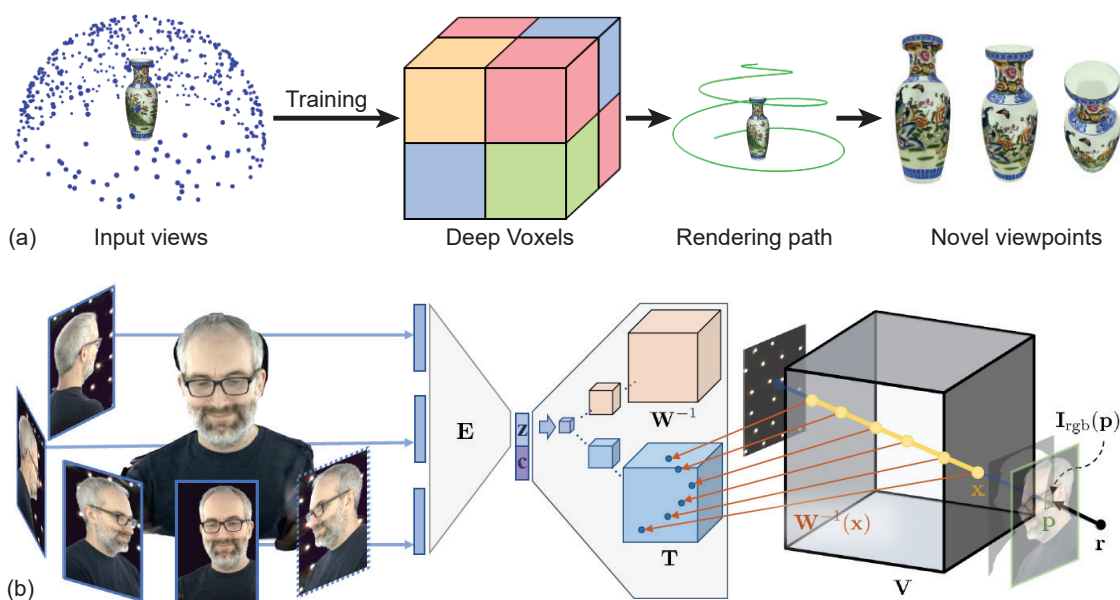 Training
(a)
Input views
Deep Voxels
Rendering path
Novel viewpoints
E
z
c
W⁻¹
T
W⁻¹(x)
x
V
I_rgb(p)
p
r
(b)